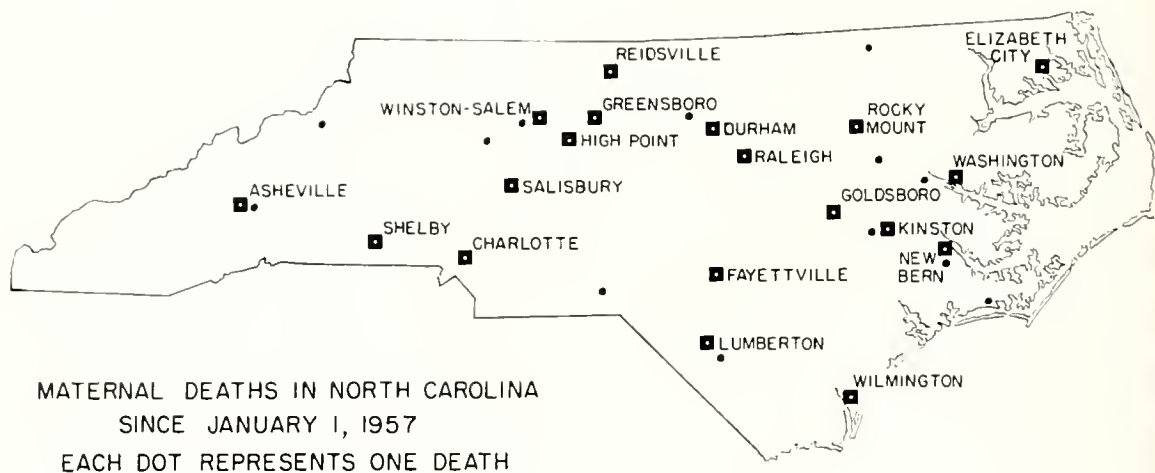 ELIZABETH
CITY
REIDSVILLE
WINSTON-SALEM
GREENSBORO
ROCKY
MOUNT
DURHAM
HIGH POINT
RALEIGH
WASHINGTON
ASHEVILLE
SALISBURY
GOLDSBORO
SHELBY
KINSTON
CHARLOTTE
NEW
BERN
FAYETTVILLE
LUMBERTON
WILMINGTON
MATERNAL DEATHS IN NORTH CAROLINA
SINCE JANUARY 1, 1957
EACH DOT REPRESENTS ONE DEATH